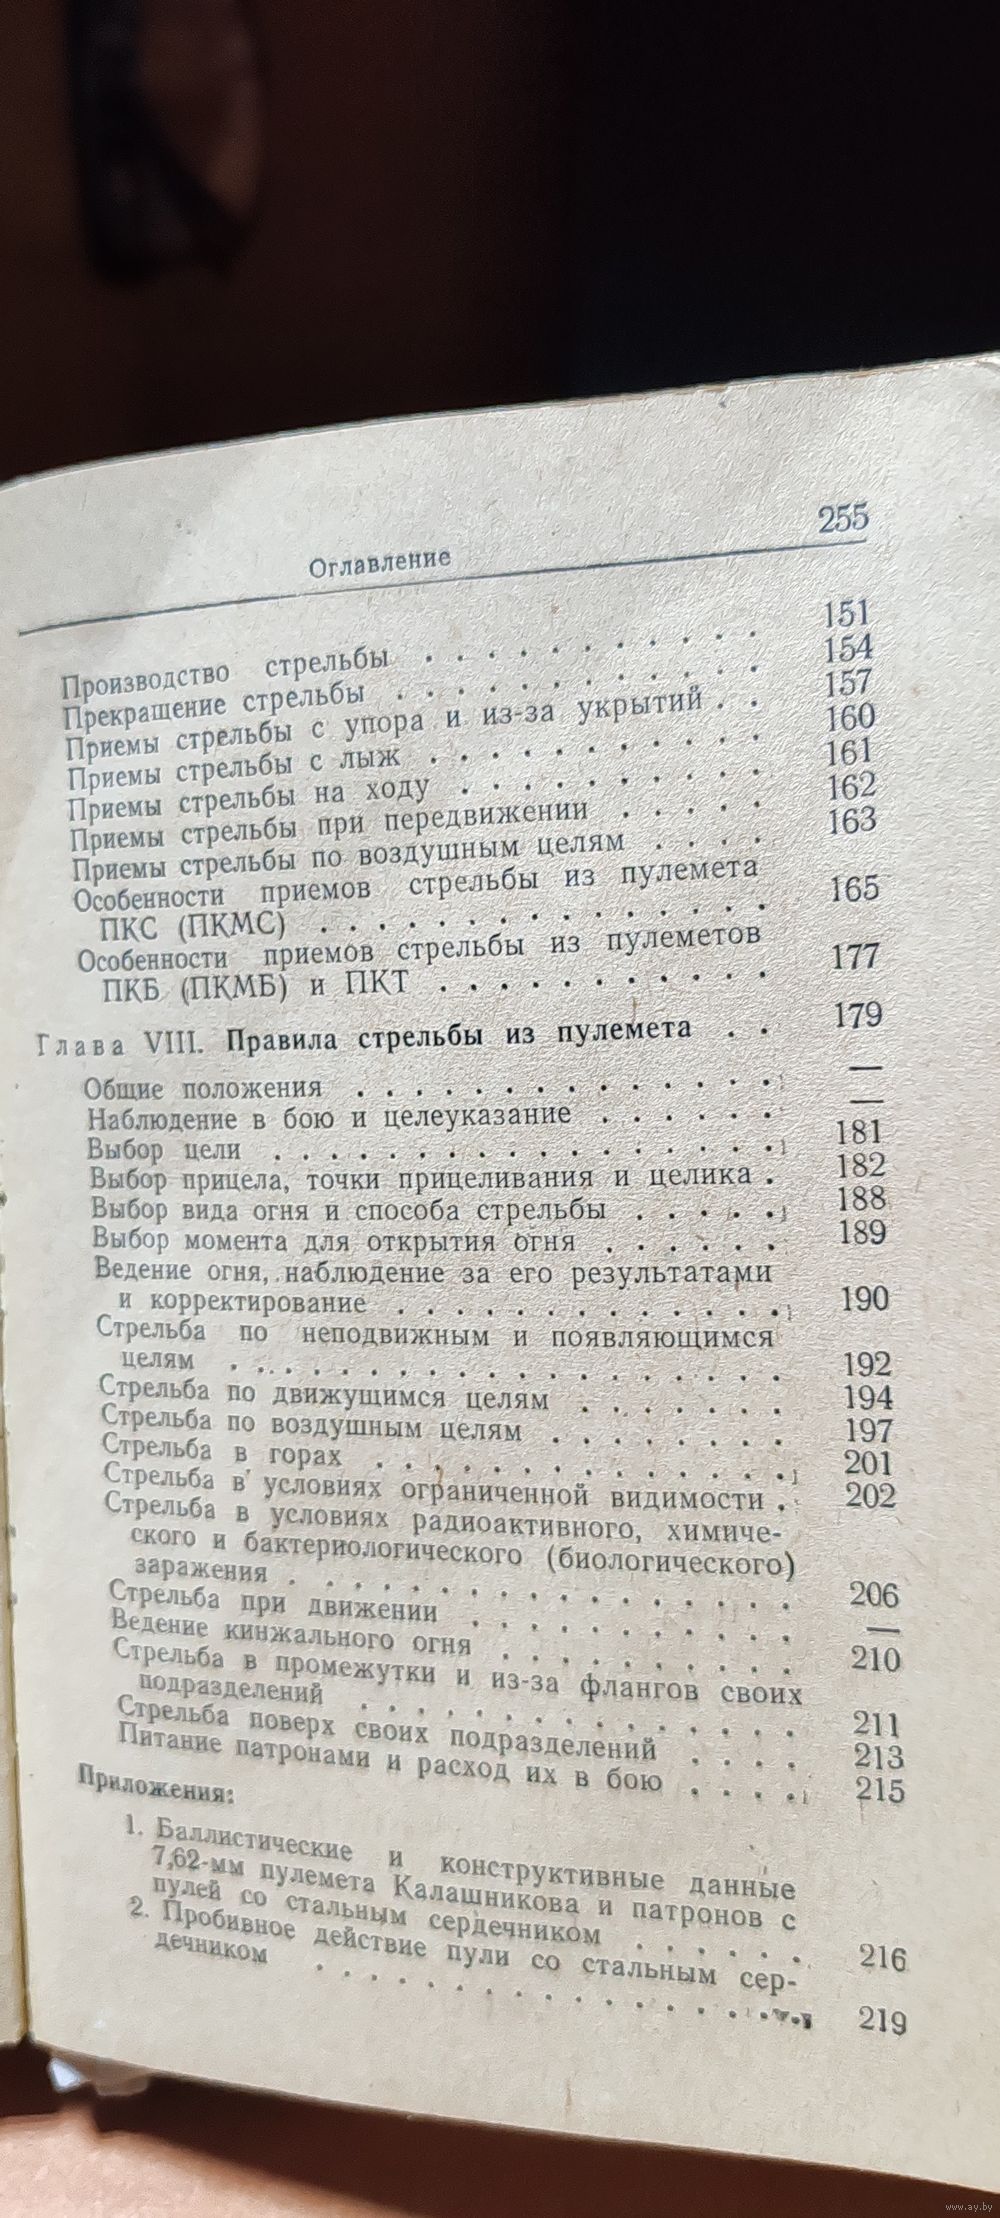 255
Оглавление
Производство стрельбы . . . . . . . . . . . 151
Прекращение стрельбы . . . . . . . . . . . 154
Приемы стрельбы с упора и из-за укрытий . . 157
Приемы стрельбы с лыж . . . . . . . . . . . 160
Приемы стрельбы на ходу . . . . . . . . . . 161
Приемы стрельбы при передвижении . . . . . 162
Приемы стрельбы по воздушным целям . . . . 163
Особенности приемов стрельбы из пулемета
ПКС (ПКМС) . . . . . . . . . . . . . . . 165
Особенности приемов стрельбы из пулеметов
ПКБ (ПКМБ) и ПКТ . . . . . . . . . . . . 177
Глава VIII. Правила стрельбы из пулемета . . 179
Общие положения . . . . . . . . . . . . . . —
Наблюдение в бою и целеуказание . . . . . . —
Выбор цели . . . . . . . . . . . . . . . . . 181
Выбор прицела, точки прицеливания и целика . 182
Выбор вида огня и способа стрельбы . . . . . 188
Выбор момента для открытия огня . . . . . . 189
Ведение огня, наблюдение за его результатами
и корректирование . . . . . . . . . . . . . 190
Стрельба по неподвижным и появляющимся
целям . . . . . . . . . . . . . . . . . . . 192
Стрельба по движущимся целям . . . . . . . 194
Стрельба по воздушным целям . . . . . . . . 197
Стрельба в горах . . . . . . . . . . . . . . 201
Стрельба в условиях ограниченной видимости . 202
Стрельба в условиях радиоактивного, химиче-
ского и бактериологического (биологического)
заражения . . . . . . . . . . . . . . . . . 206
Стрельба при движении . . . . . . . . . . . —
Ведение кинжального огня . . . . . . . . . . 210
Стрельба в промежутки и из-за флангов своих
подразделений . . . . . . . . . . . . . . . 211
Стрельба поверх своих подразделений . . . . 213
Питание патронами и расход их в бою . . . . 215
Приложения:
1. Баллистические и конструктивные данные
7,62-мм пулемета Калашникова и патронов с
пулей со стальным сердечником . . . . . . 216
2. Пробивное действие пули со стальным сер-
дечником . . . . . . . . . . . . . . . . . 219
www.ay.by